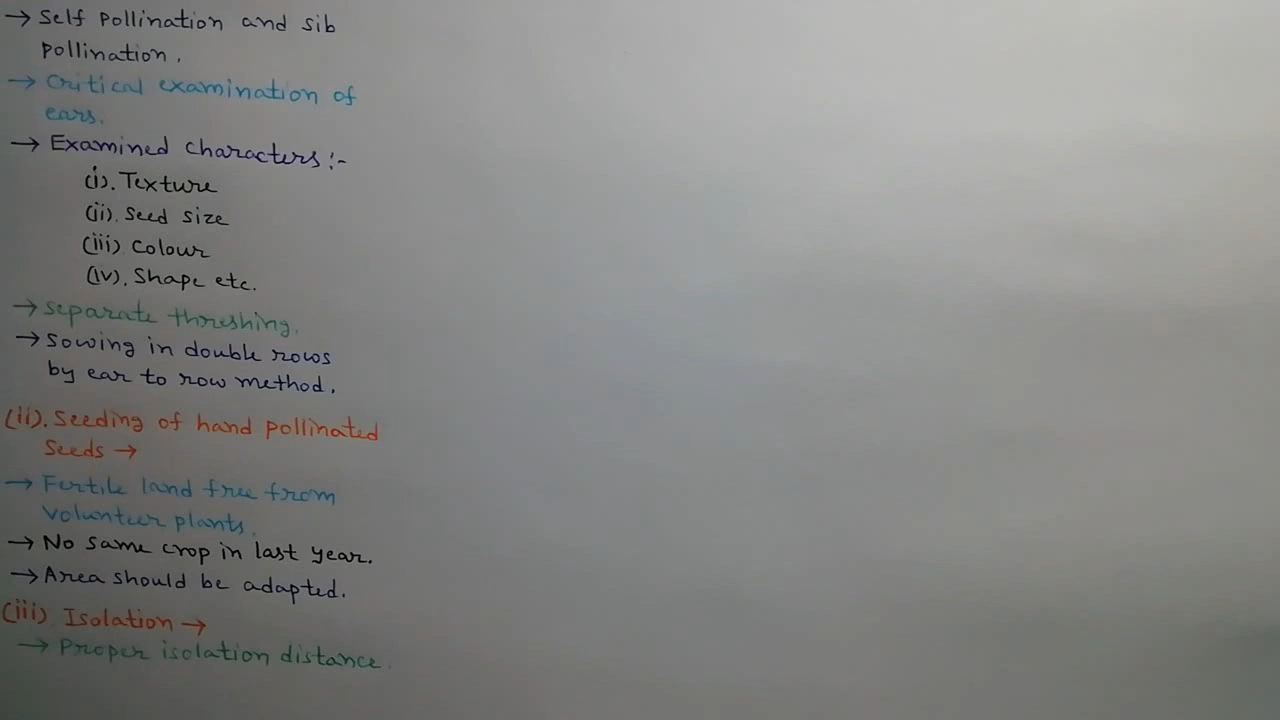 → Self Pollination and sib
pollination.
→ Critical examination of
ears.
→ Examined characters:-
(i). Texture
(ii). Seed size
(iii) Colour
(iv). Shape etc.
→ Separate threshing.
→ Sowing in double rows
by ear to row method.
(ii). Seeding of hand pollinated
Seeds →
→ Fertile land free from
volunteer plants.
→ No same crop in last year.
→ Area should be adapted.
(iii) Isolation →
→ Proper isolation distance.